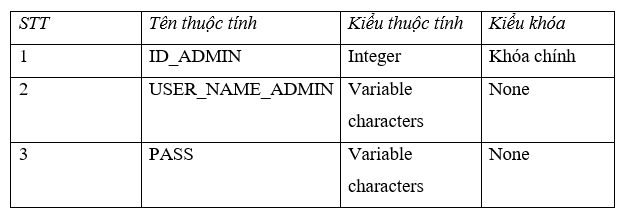 STT Tên thuộc tính Kiểu thuộc tính Kiểu khóa
1 ID_ADMIN Integer Khóa chính
2 USER_NAME_ADMIN Variable None
characters
3 PASS Variable None
characters